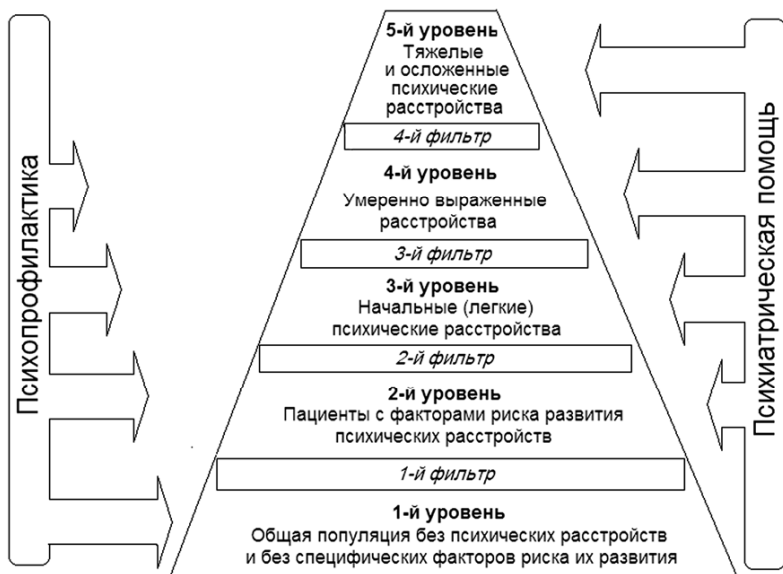 Психопрофилактика
5-й уровень
Тяжелые
и осложенные
психические
расстройства
4-й фильтр
4-й уровень
Умеренно выраженные
расстройства
3-й фильтр
3-й уровень
Начальные (легкие)
психические расстройства
2-й фильтр
2-й уровень
Пациенты с факторами риска развития
психических расстройств
1-й фильтр
1-й уровень
Общая популяция без психических расстройств
и без специфических факторов риска их развития
Психиатрическая помощь